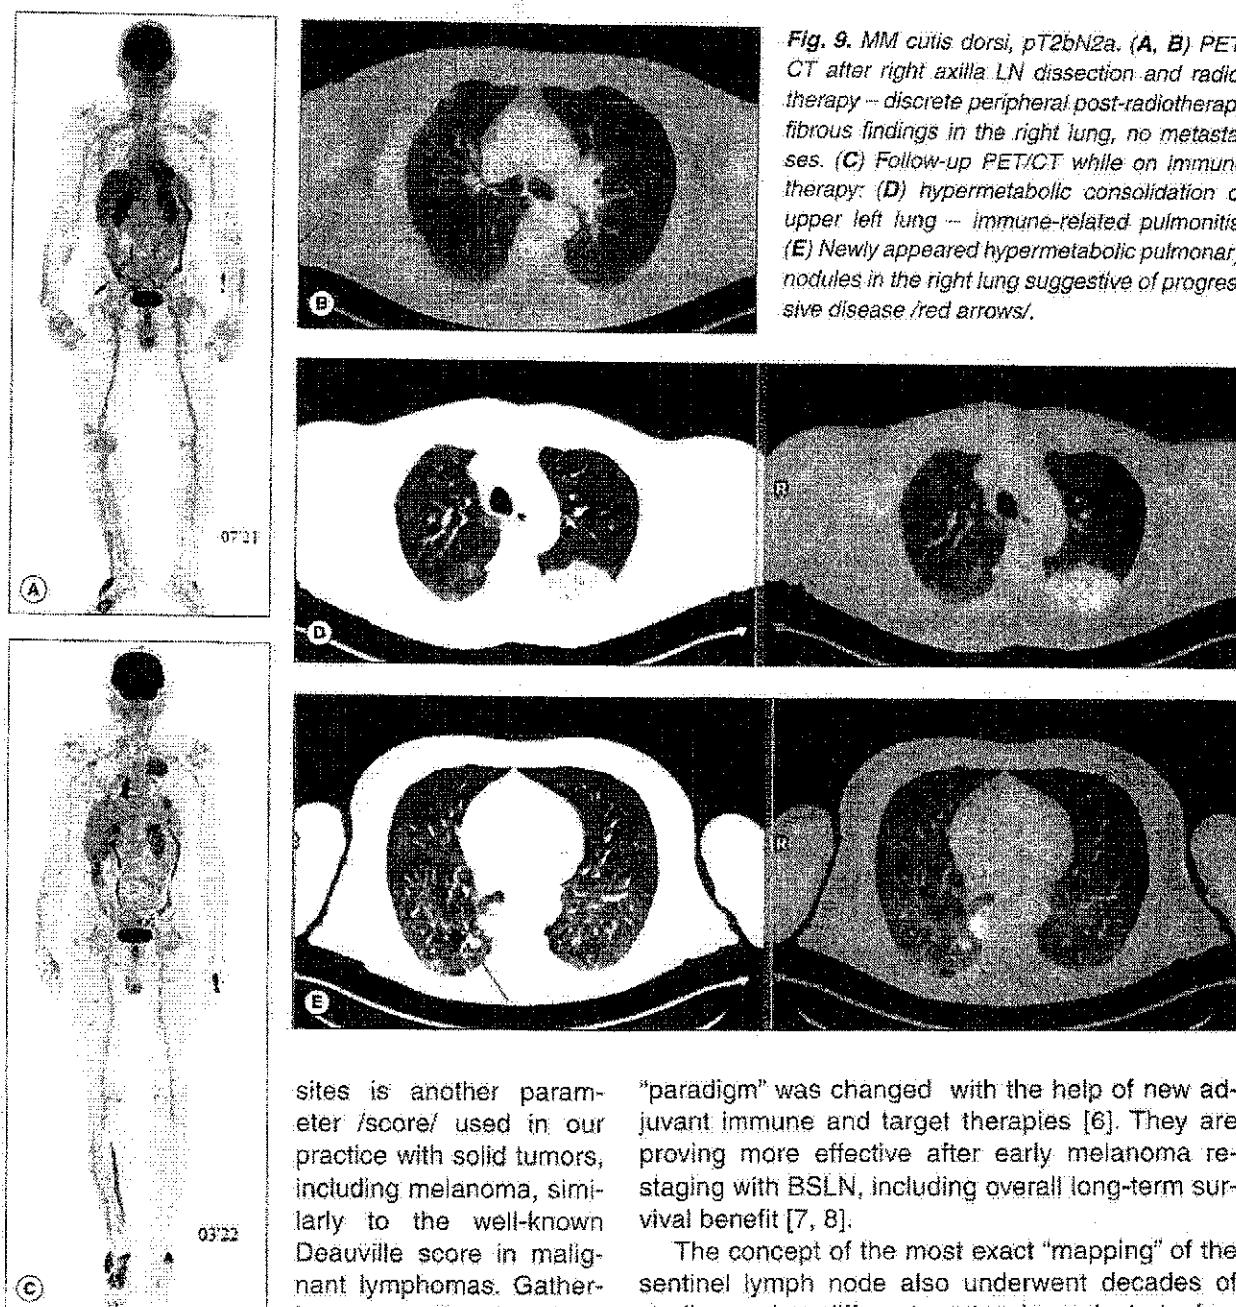 Fig. 9. MM cutis dorsi, pT2bN2a. (A, B) PET
CT after right axilla LN dissection and radio
therapy – discrete peripheral post-radiotherap
fibrous findings in the right lung, no metasta-
ses. (C) Follow-up PET/CT while on immun
therapy: (D) hypermetabolic consolidation o
upper left lung – immune-related pulmonitis
(E) Newly appeared hypermetabolic pulmonar
nodules in the right lung suggestive of progres
sive disease /red arrows/.
07'21
A
B
R
D
R
E
03'22
C
sites is another param-
eter /score/ used in our
practice with solid tumors,
including melanoma, simi-
larly to the well-known
Deauville score in malig-
nant lymphomas. Gather-
"paradigm" was changed with the help of new ad-
juvant immune and target therapies [6]. They are
proving more effective after early melanoma re-
staging with BSLN, including overall long-term sur-
vival benefit [7, 8].
The concept of the most exact "mapping" of the
sentinel lymph node also underwent decades of